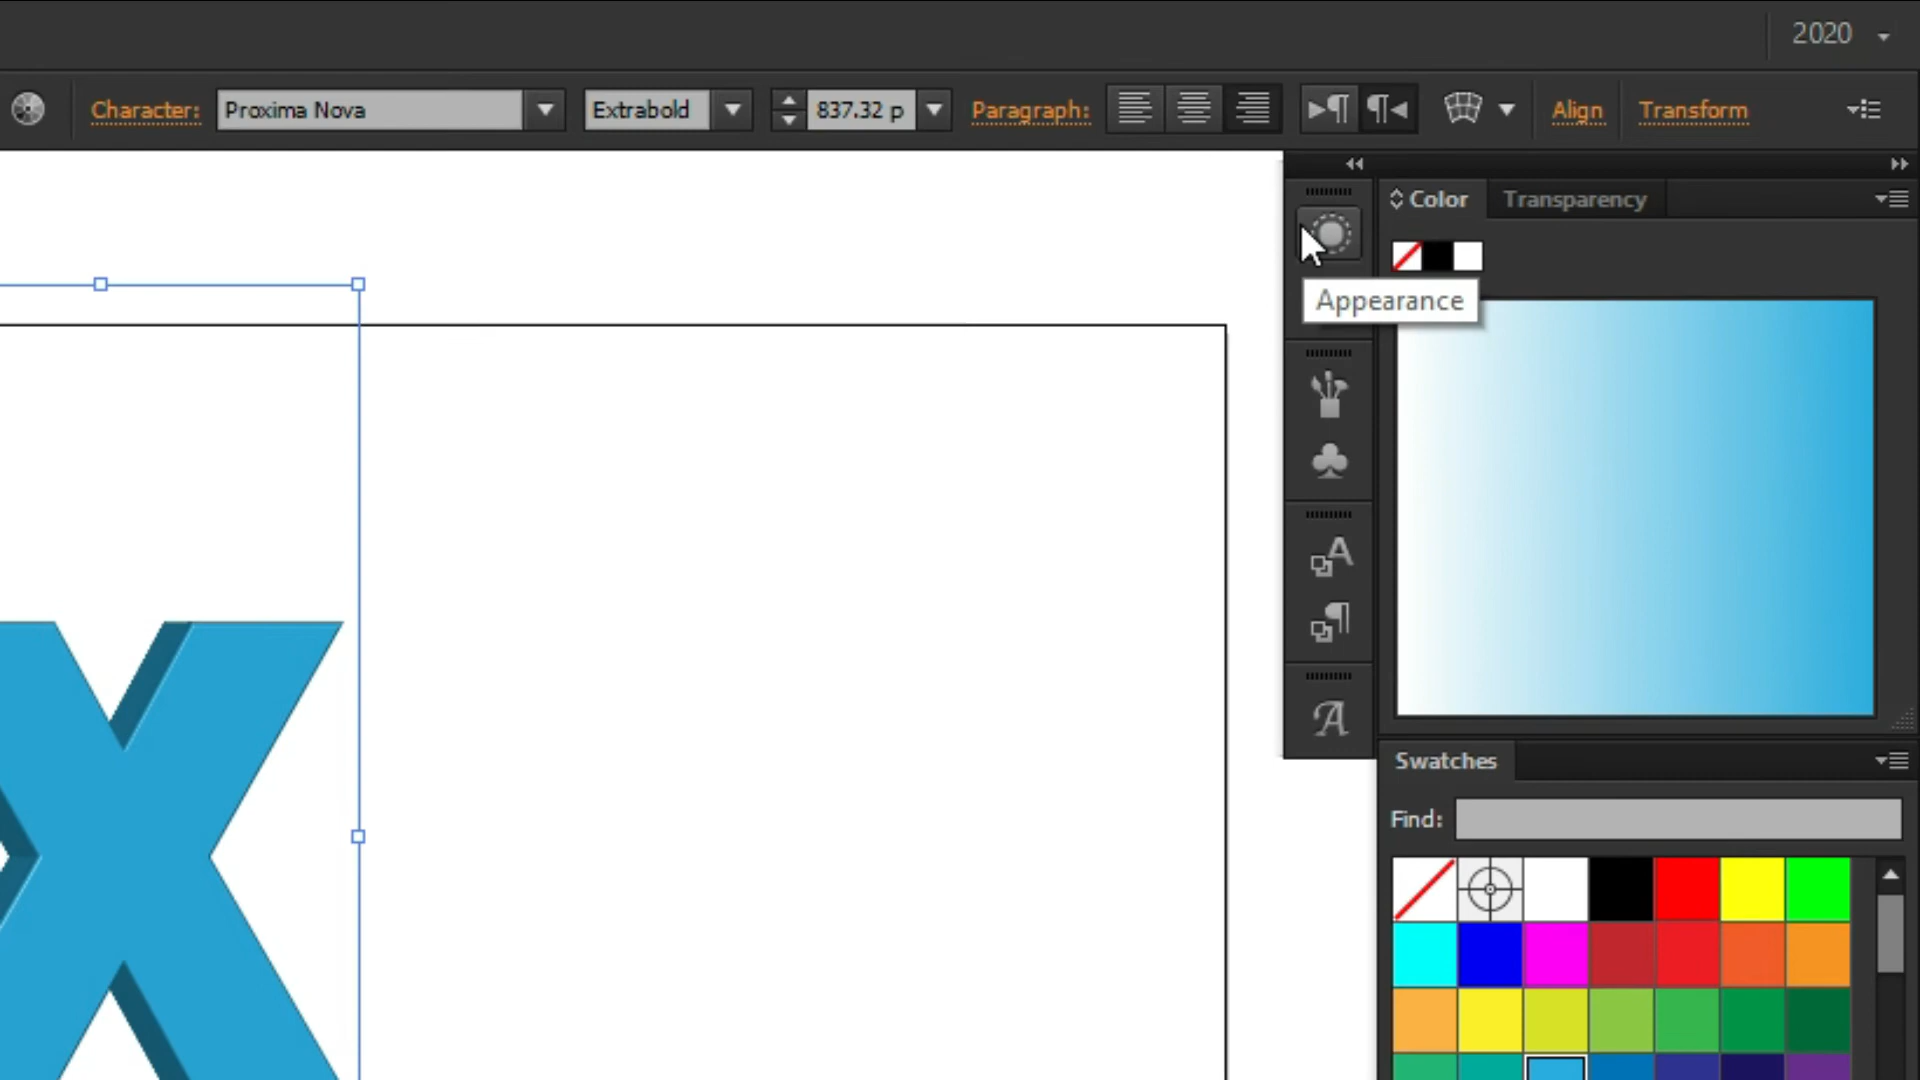 2020
Character: Proxima Nova Extrabold 837.32 p Paragraph: Align Transform
Color Transparency
Appearance
X
Swatches
Find: